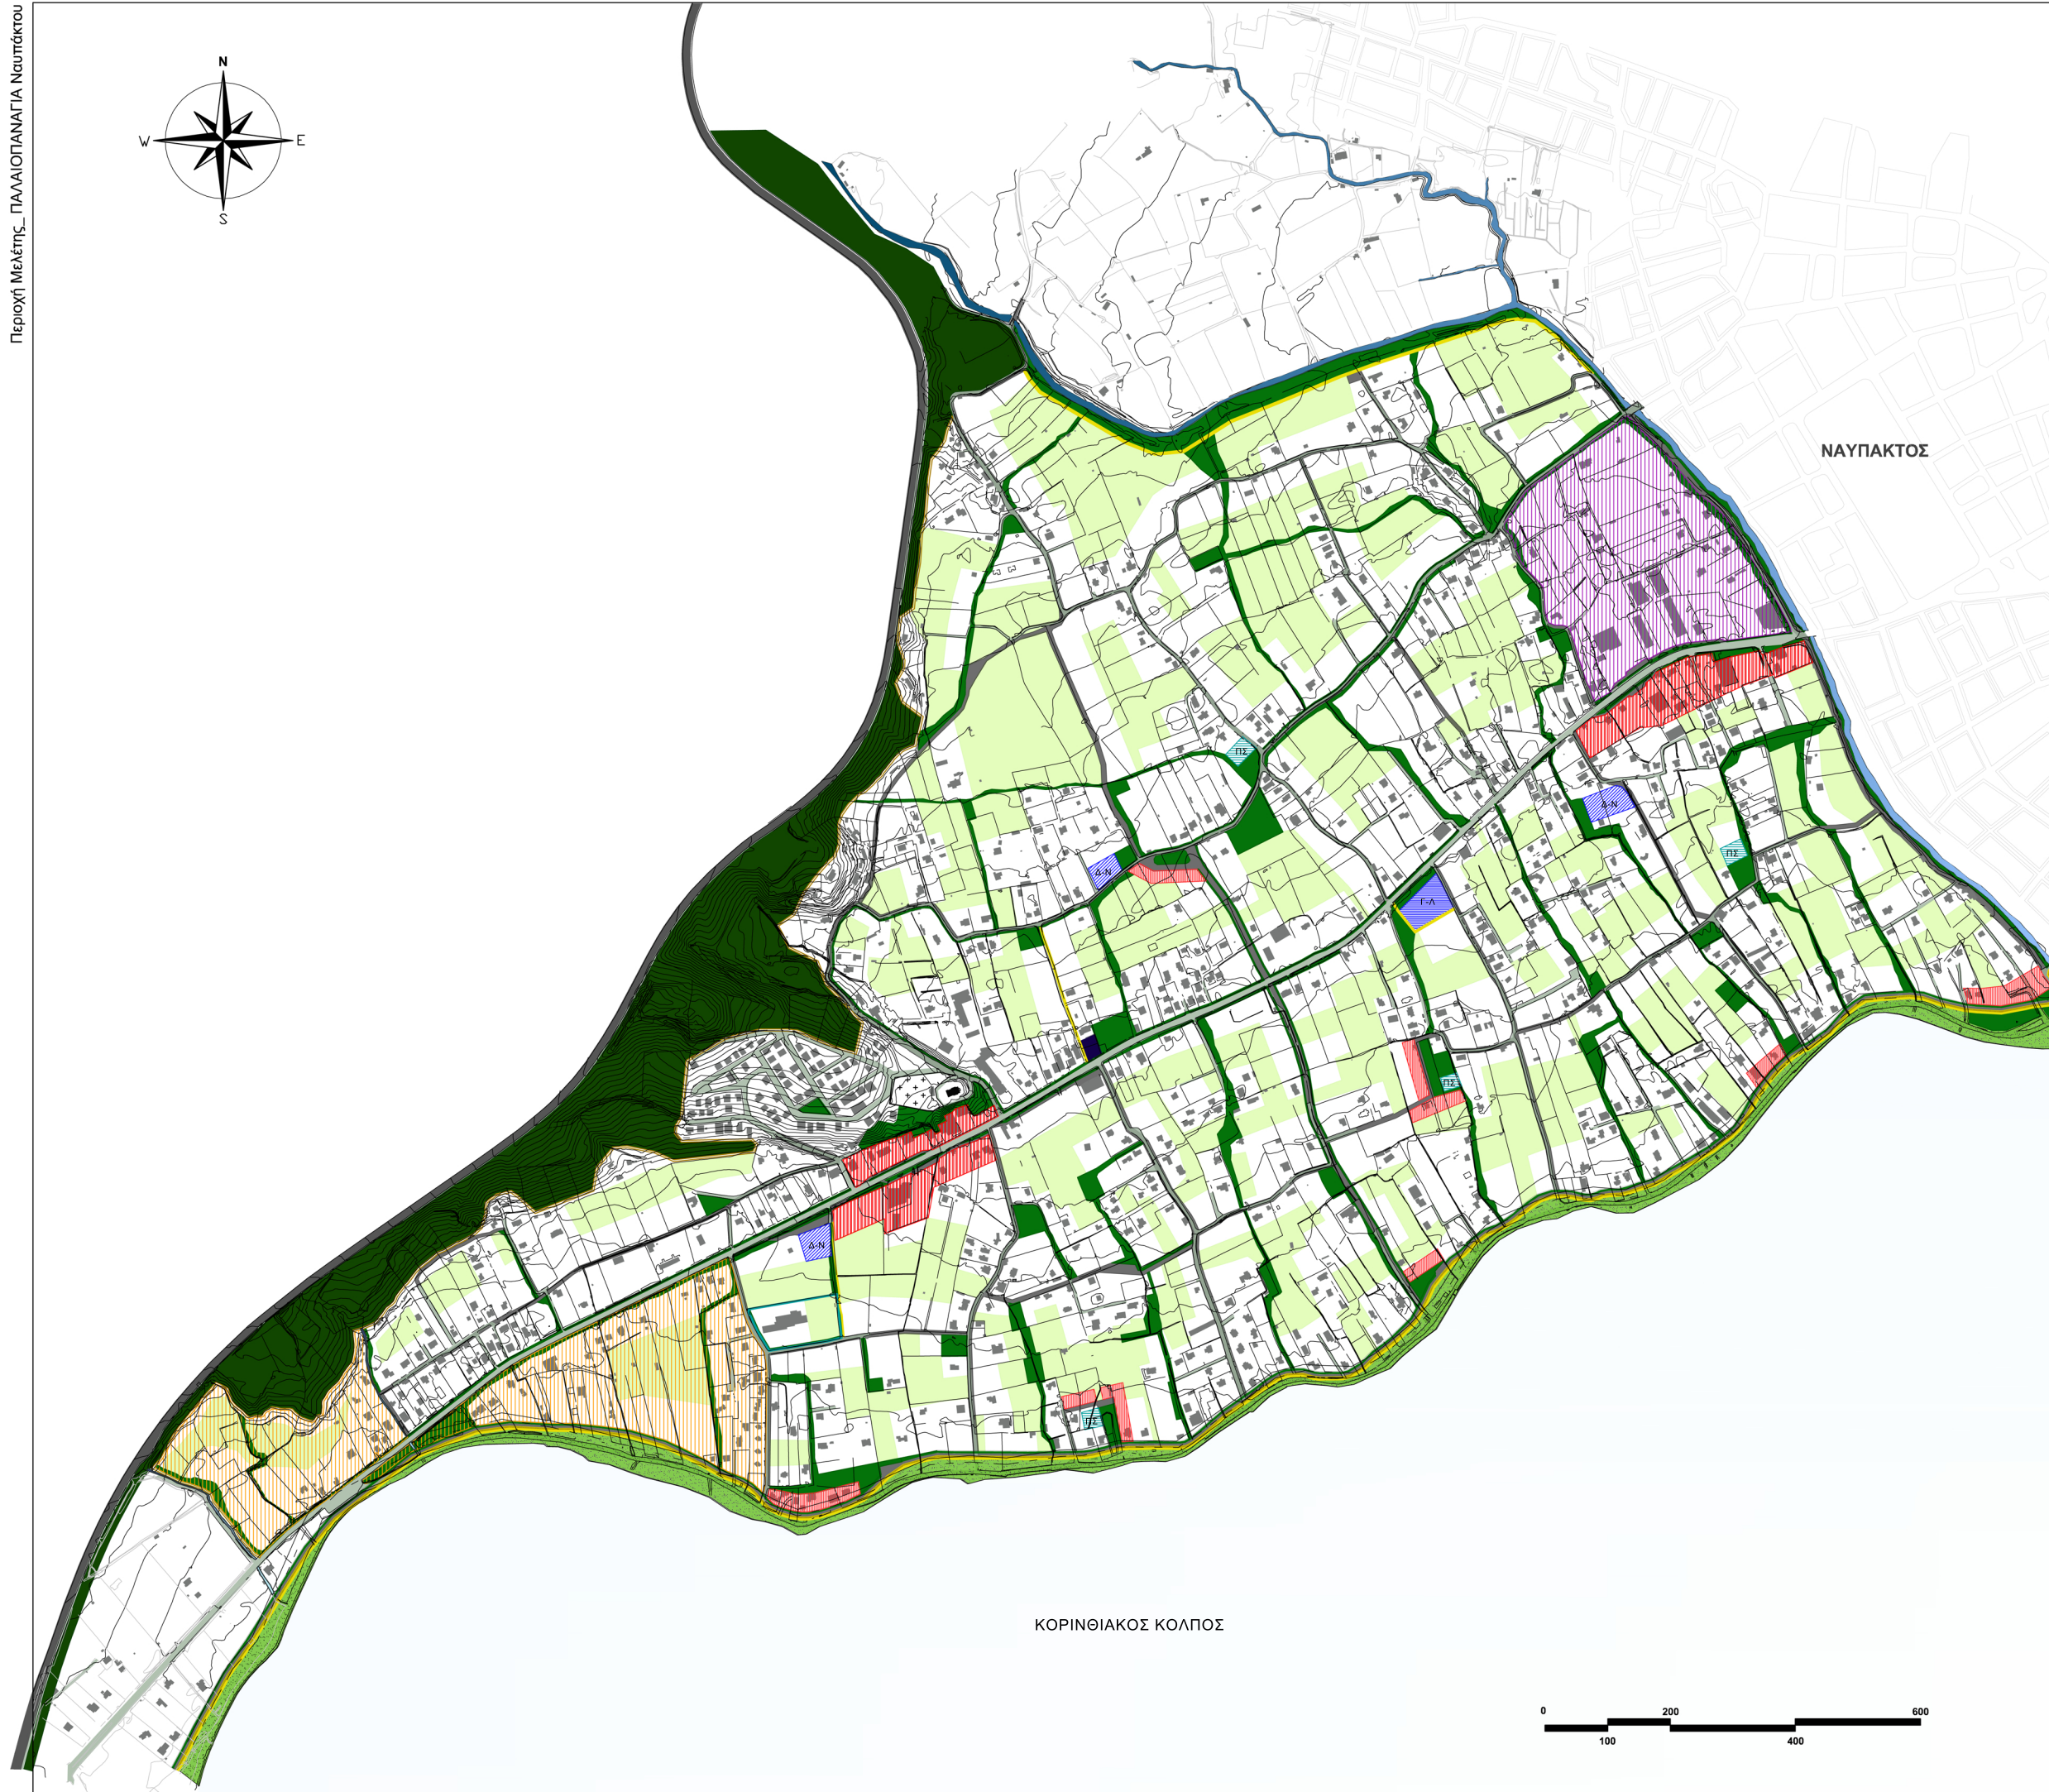 Περιοχή Μελέτης_ ΠΑΛΑΙΟΠΑΝΑΓΙΑ Ναυπάκτου
N
W E
S
ΝΑΥΠΑΚΤΟΣ
ΠΣ
Δ-Ν
ΠΣ
Δ-Ν
Γ-Λ
ΠΣ
Δ-Ν
ΠΣ
ΚΟΡΙΝΘΙΑΚΟΣ ΚΟΛΠΟΣ
0 200 600
100 400